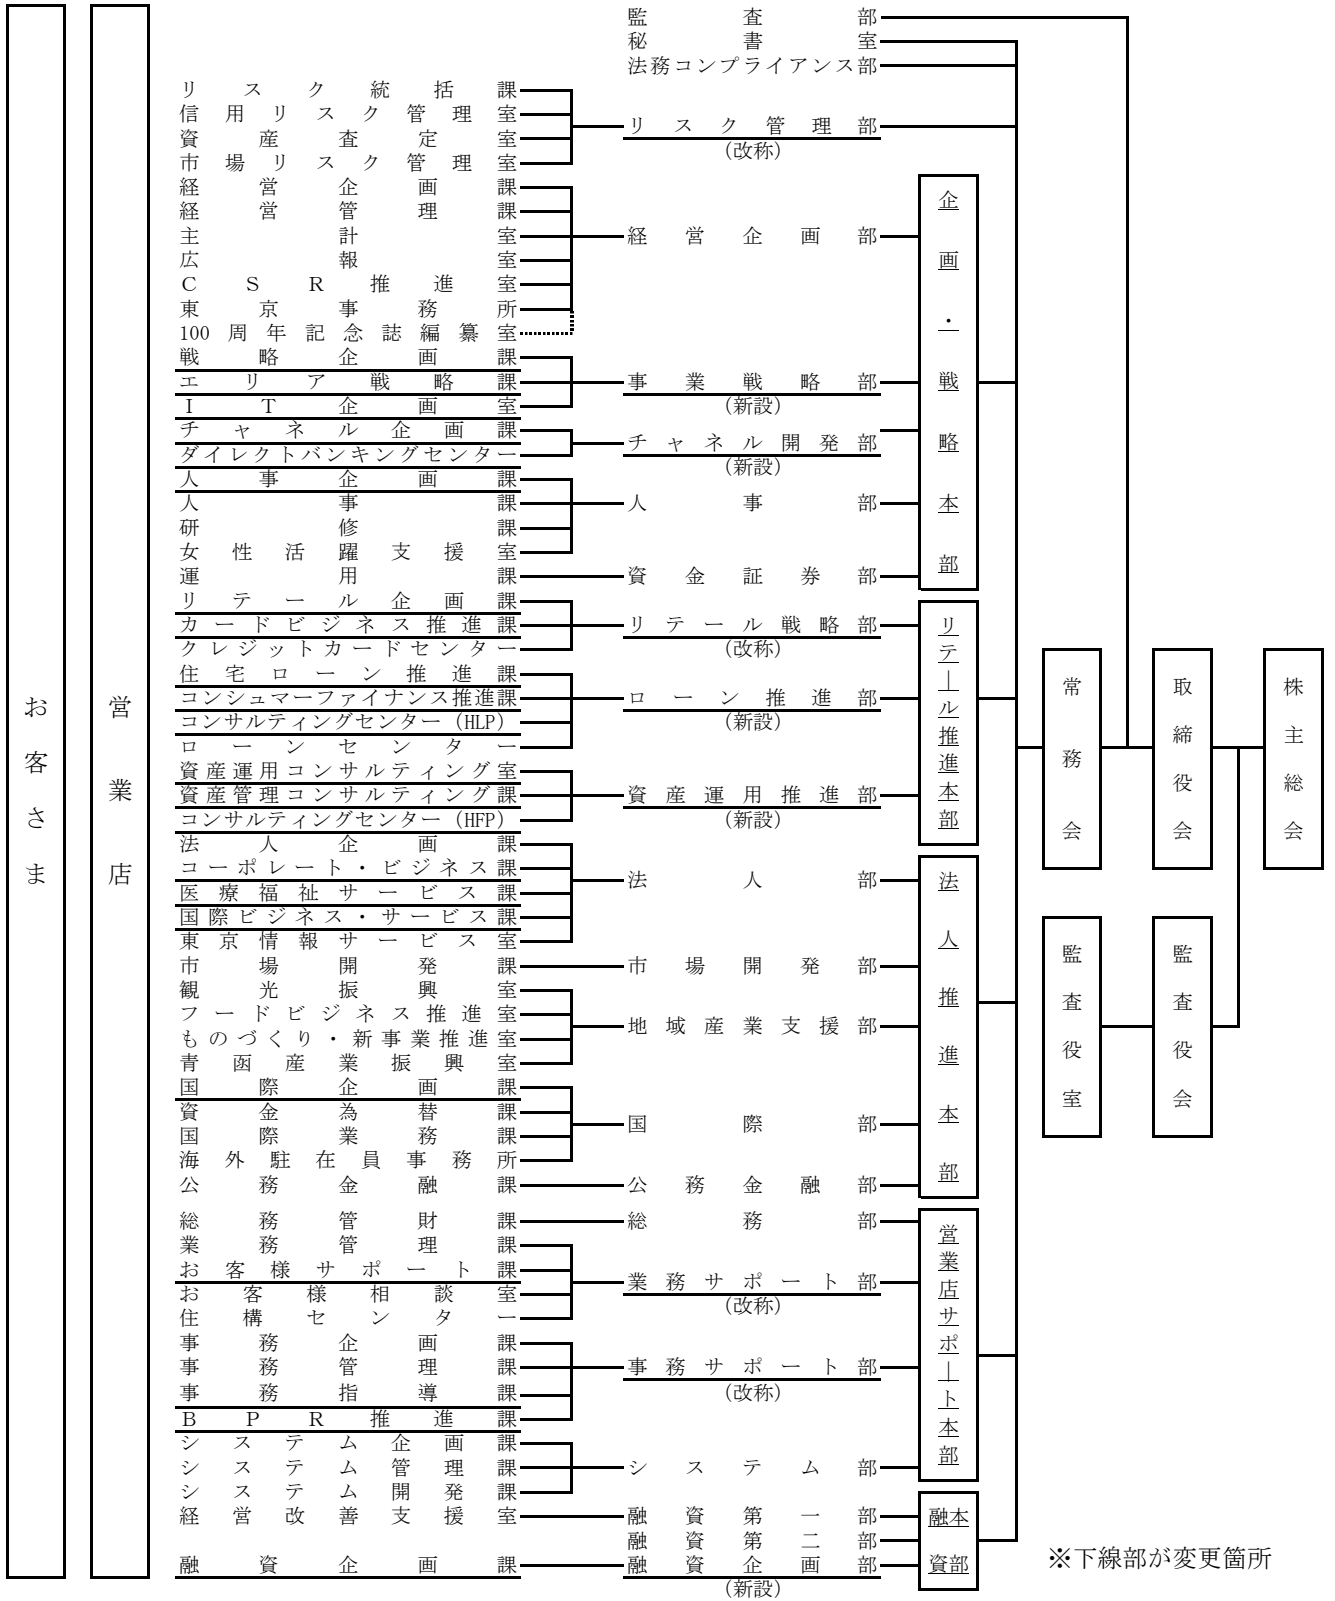 監査部
秘書室
法務コンプライアンス部
リスク統括課
信用リスク管理室
資産査定室
市場リスク管理室
リスク管理部
(改称)
経営企画課
経営管理課
主計室
広報室
CSR推進室
東京事務所
100周年記念誌編纂室
経営企画部
戦略企画課
エリア戦略課
IT企画室
事業戦略部
(新設)
チャネル企画課
ダイレクトバンキングセンター
チャネル開発部
(新設)
人事企画課
人事課
研修課
女性活躍支援室
人事部
運用課
資金証券部
企画・戦略本部
リテール企画課
カードビジネス推進課
クレジットカードセンター
リテール戦略部
(改称)
住宅ローン推進課
コンシュマーファイナンス推進課
コンサルティングセンター(HLP)
ローンセンター
ローン推進部
(新設)
資産運用コンサルティング室
資産管理コンサルティング課
コンサルティングセンター(HFP)
資産運用推進部
(新設)
リテール推進本部
法人企画課
コーポレート・ビジネス課
医療福祉サービス課
国際ビジネス・サービス課
東京情報サービス室
法人部
市場開発課
市場開発部
観光振興室
フードビジネス推進室
ものづくり・新事業推進室
青函産業振興室
地域産業支援部
国際企画課
資金為替課
国際業務課
海外駐在員事務所
国際部
公務金融課
公務金融部
法人推進本部
総務管財課
総務部
業務管理課
お客様サポート課
お客様相談室
住構センター
業務サポート部
(改称)
事務企画課
事務管理課
事務指導課
BPR推進課
事務サポート部
(改称)
システム企画課
システム管理課
システム開発課
システム部
営業店サポート本部
経営改善支援室
融資第一部
融資第二部
融資企画課
融資企画部
(新設)
融資本部
お客さま
営業店
常務会
取締役会
株主総会
監査役室
監査役会
※下線部が変更箇所